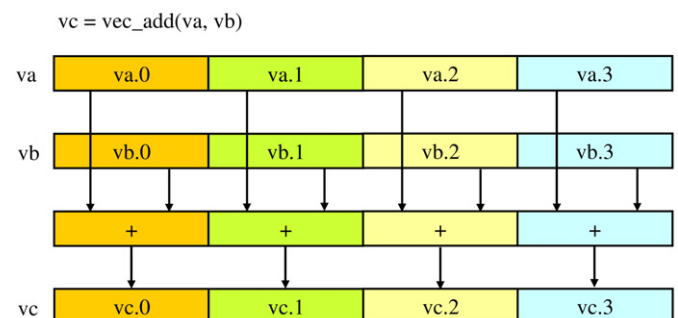 vc = vec_add(va, vb)
va va.0 va.1 va.2 va.3
vb vb.0 vb.1 vb.2 vb.3
+ + + +
vc vc.0 vc.1 vc.2 vc.3